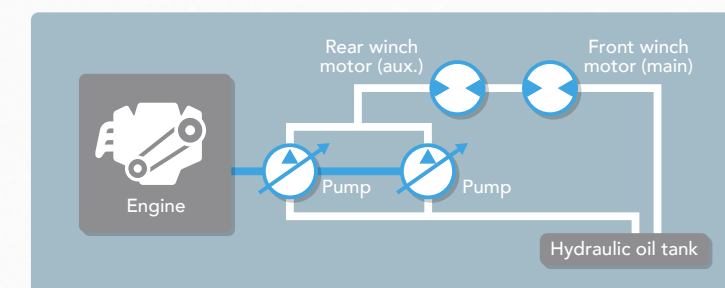 Rear winch
motor (aux.)
Front winch
motor (main)
Engine
Pump
Pump
Hydraulic oil tank